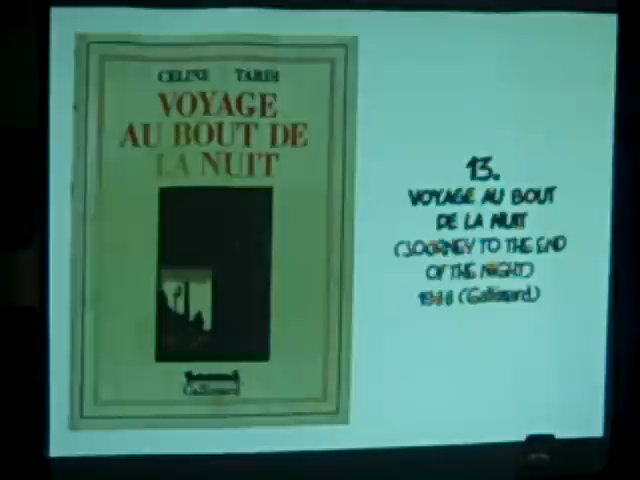 CELINE TARDI
VOYAGE
AU BOUT DE
LA NUIT
Gallimard
13.
VOYAGE AU BOUT
DE LA NUIT
(JOURNEY TO THE END
OF THE NIGHT)
1988 (Gallimard)